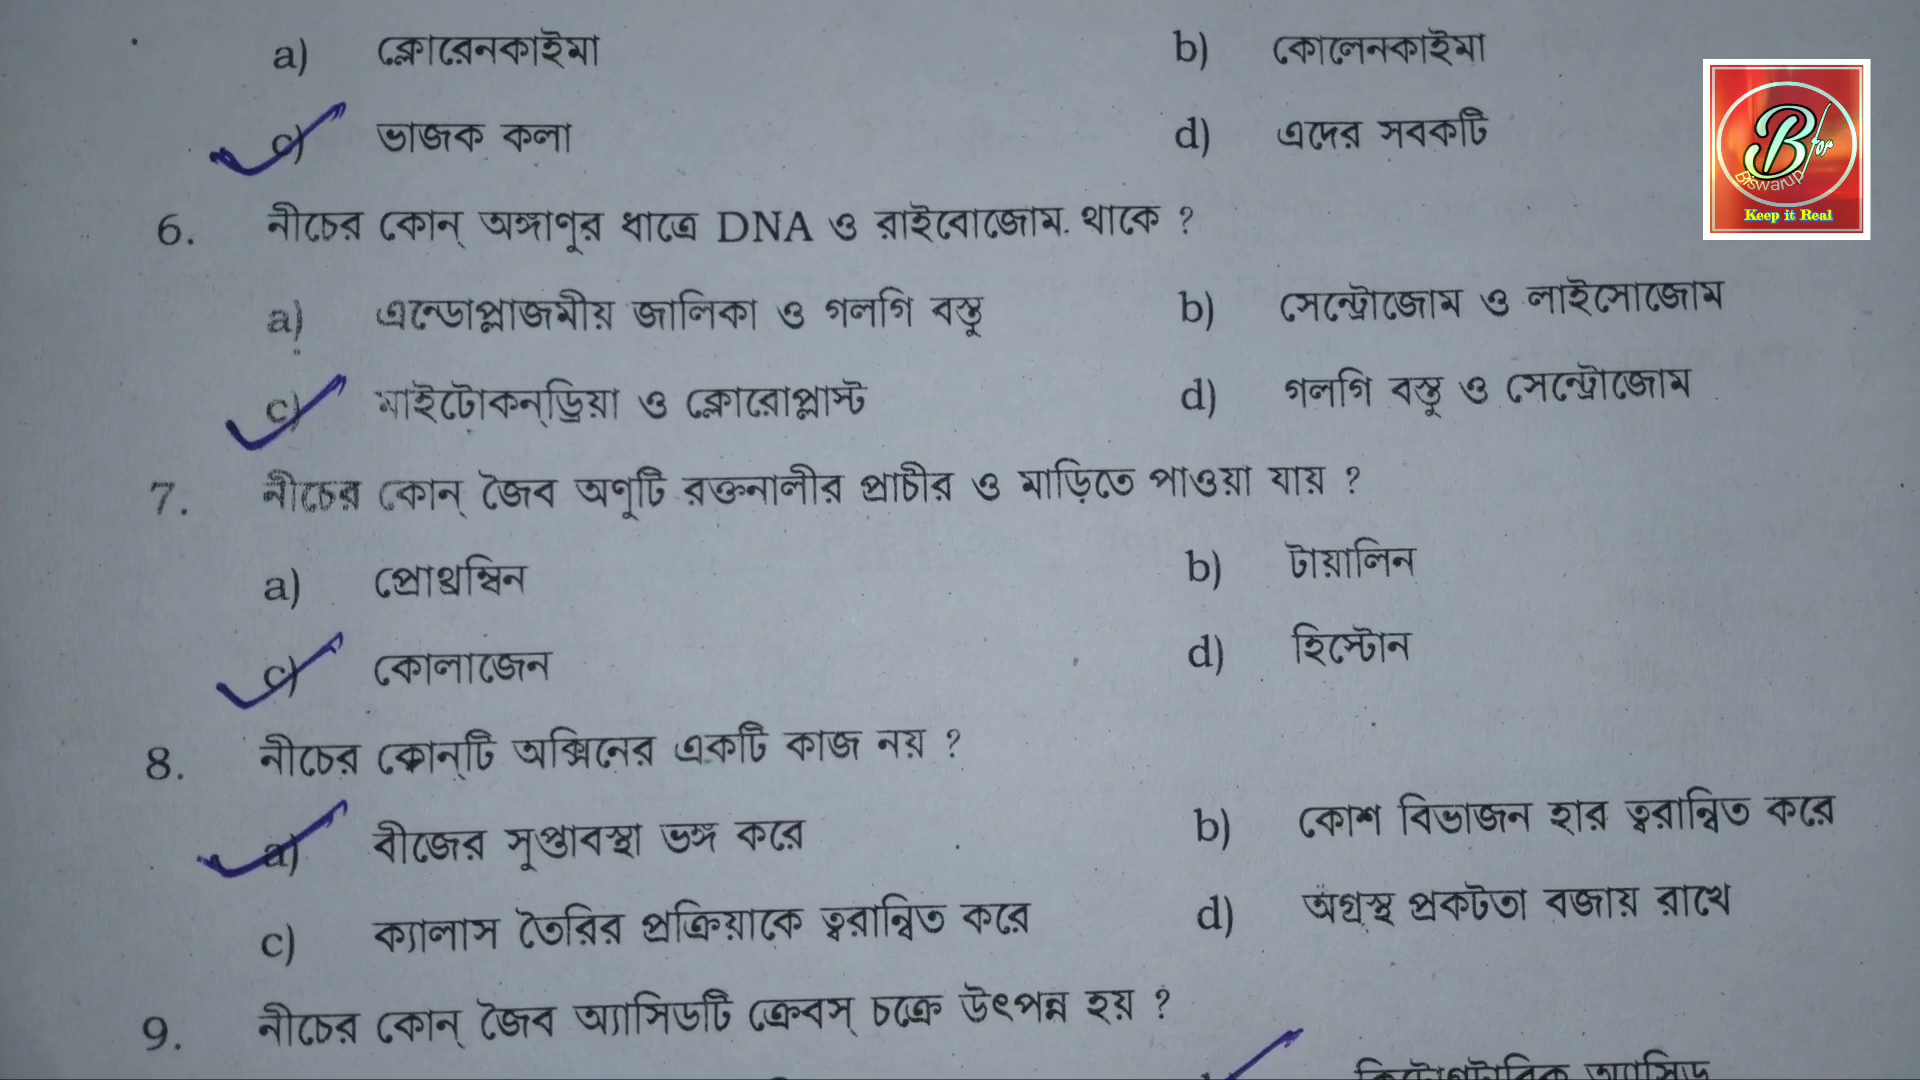 a) ক্লোরেনকাইমা b) কোলেনকাইমা
c) ভাজক কলা d) এদের সবকটি
6. নীচের কোন্ অঙ্গাণুর ধাত্রে DNA ও রাইবোজোম থাকে ?
a) এন্ডোপ্লাজমীয় জালিকা ও গলগি বস্তু b) সেন্ট্রোজোম ও লাইসোজোম
c) মাইটোকন্‌ড্রিয়া ও ক্লোরোপ্লাস্ট d) গলগি বস্তু ও সেন্ট্রোজোম
7. নীচের কোন্ জৈব অণুটি রক্তনালীর প্রাচীর ও মাড়িতে পাওয়া যায় ?
a) প্রোথ্রম্বিন b) টায়ালিন
c) কোলাজেন d) হিস্টোন
8. নীচের কোন্‌টি অক্সিনের একটি কাজ নয় ?
a) বীজের সুপ্তাবস্থা ভঙ্গ করে b) কোশ বিভাজন হার ত্বরান্বিত করে
c) ক্যালাস তৈরির প্রক্রিয়াকে ত্বরান্বিত করে d) অগ্রস্থ প্রকটতা বজায় রাখে
9. নীচের কোন্ জৈব অ্যাসিডটি ক্রেবস্ চক্রে উৎপন্ন হয় ?
B for
Biswarup
Keep it Real